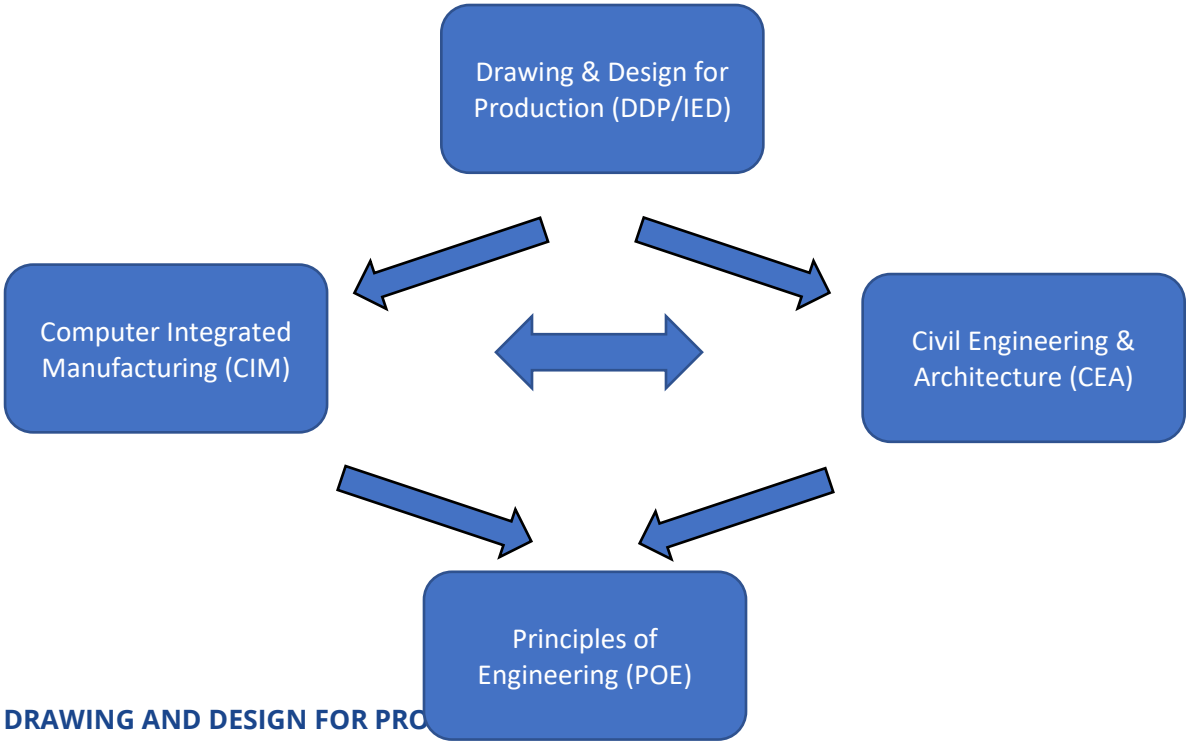 Drawing & Design for
Production (DDP/IED)
Computer Integrated
Manufacturing (CIM)
Civil Engineering &
Architecture (CEA)
Principles of
Engineering (POE)
DRAWING AND DESIGN FOR